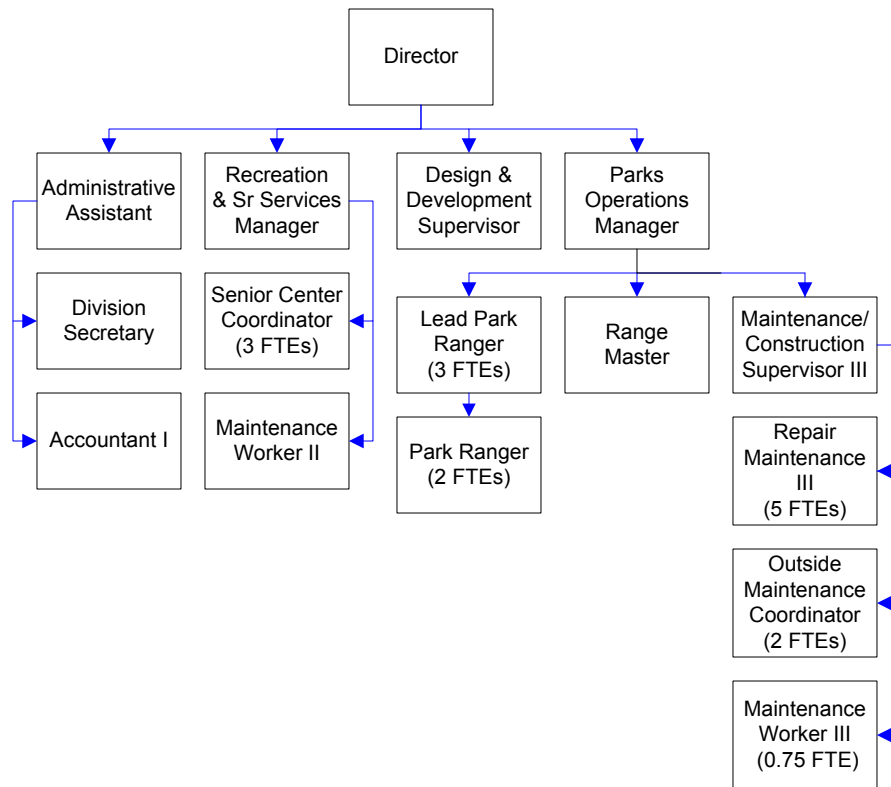 Director
Administrative
Assistant
Recreation
& Sr Services
Manager
Design &
Development
Supervisor
Parks
Operations
Manager
Division
Secretary
Senior Center
Coordinator
(3 FTEs)
Lead Park
Ranger
(3 FTEs)
Range
Master
Maintenance/
Construction
Supervisor III
Accountant I
Maintenance
Worker II
Park Ranger
(2 FTEs)
Repair
Maintenance
III
(5 FTEs)
Outside
Maintenance
Coordinator
(2 FTEs)
Maintenance
Worker III
(0.75 FTE)